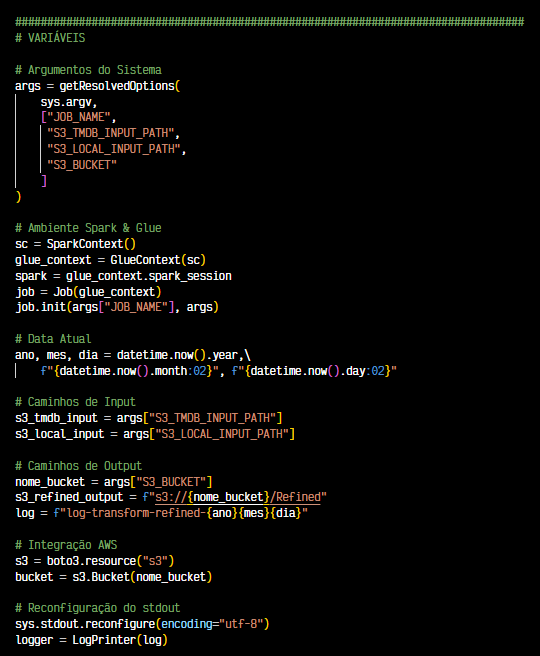 ################################################################################
# VARIÁVEIS
# Argumentos do Sistema
args = getResolvedOptions(
    sys.argv,
    ["JOB_NAME",
     "S3_TMDB_INPUT_PATH",
     "S3_LOCAL_INPUT_PATH",
     "S3_BUCKET"
    ]
)
# Ambiente Spark & Glue
sc = SparkContext()
glue_context = GlueContext(sc)
spark = glue_context.spark_session
job = Job(glue_context)
job.init(args["JOB_NAME"], args)
# Data Atual
ano, mes, dia = datetime.now().year,\
    f"{datetime.now().month:02}", f"{datetime.now().day:02}"
# Caminhos de Input
s3_tmdb_input = args["S3_TMDB_INPUT_PATH"]
s3_local_input = args["S3_LOCAL_INPUT_PATH"]
# Caminhos de Output
nome_bucket = args["S3_BUCKET"]
s3_refined_output = f"s3://{nome_bucket}/Refined"
log = f"log-transform-refined-{ano}{mes}{dia}"
# Integração AWS
s3 = boto3.resource("s3")
bucket = s3.Bucket(nome_bucket)
# Reconfiguração do stdout
sys.stdout.reconfigure(encoding="utf-8")
logger = LogPrinter(log)